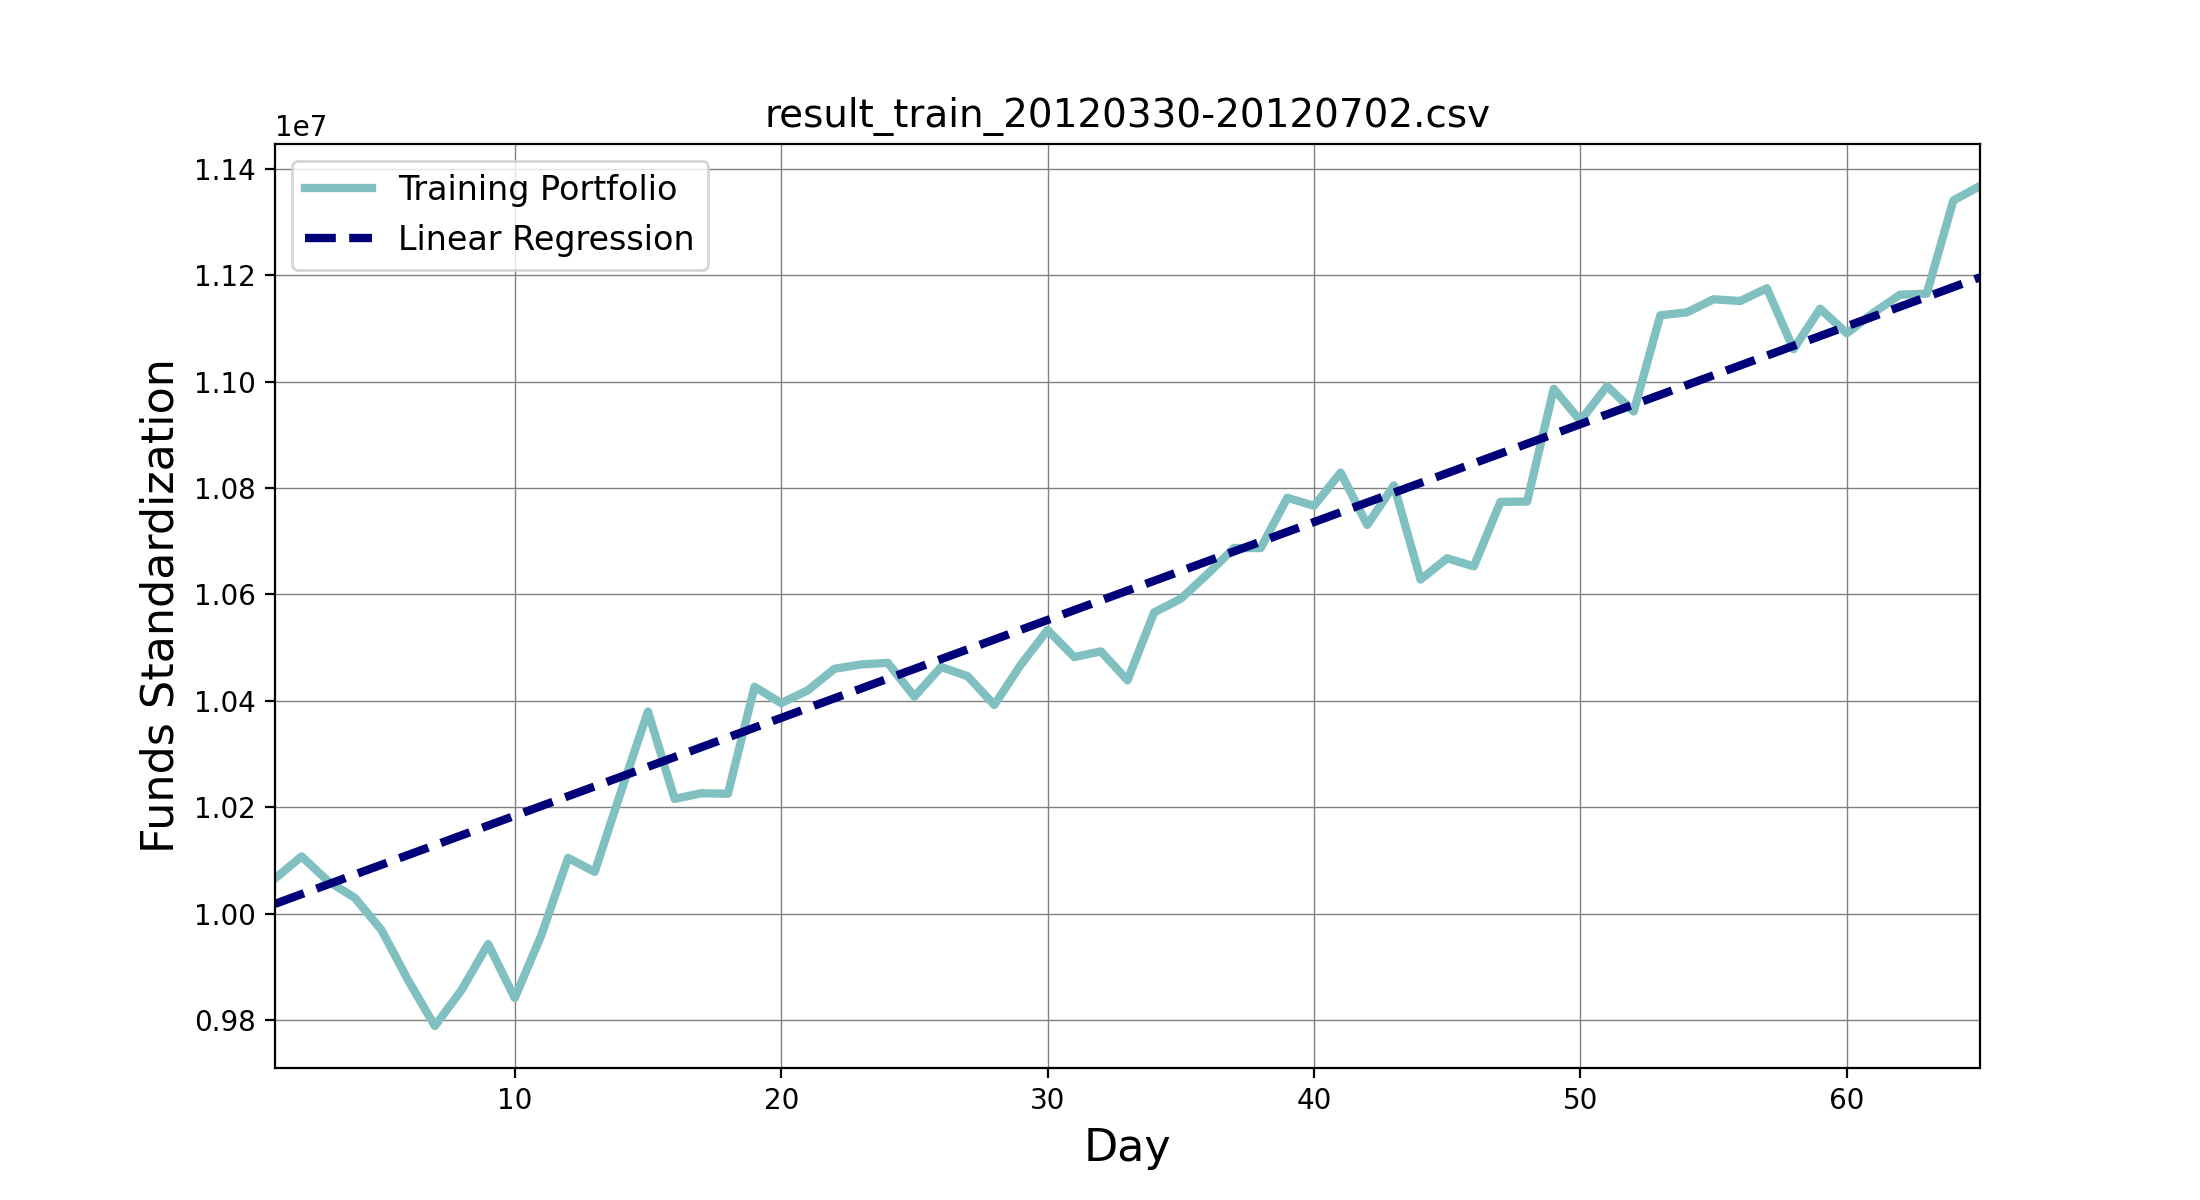 result_train_20120330-20120702.csv
1e7
Training Portfolio
Linear Regression
1.14
1.12
1.10
1.08
1.06
1.04
1.02
1.00
0.98
Funds Standardization
10 20 30 40 50 60
Day